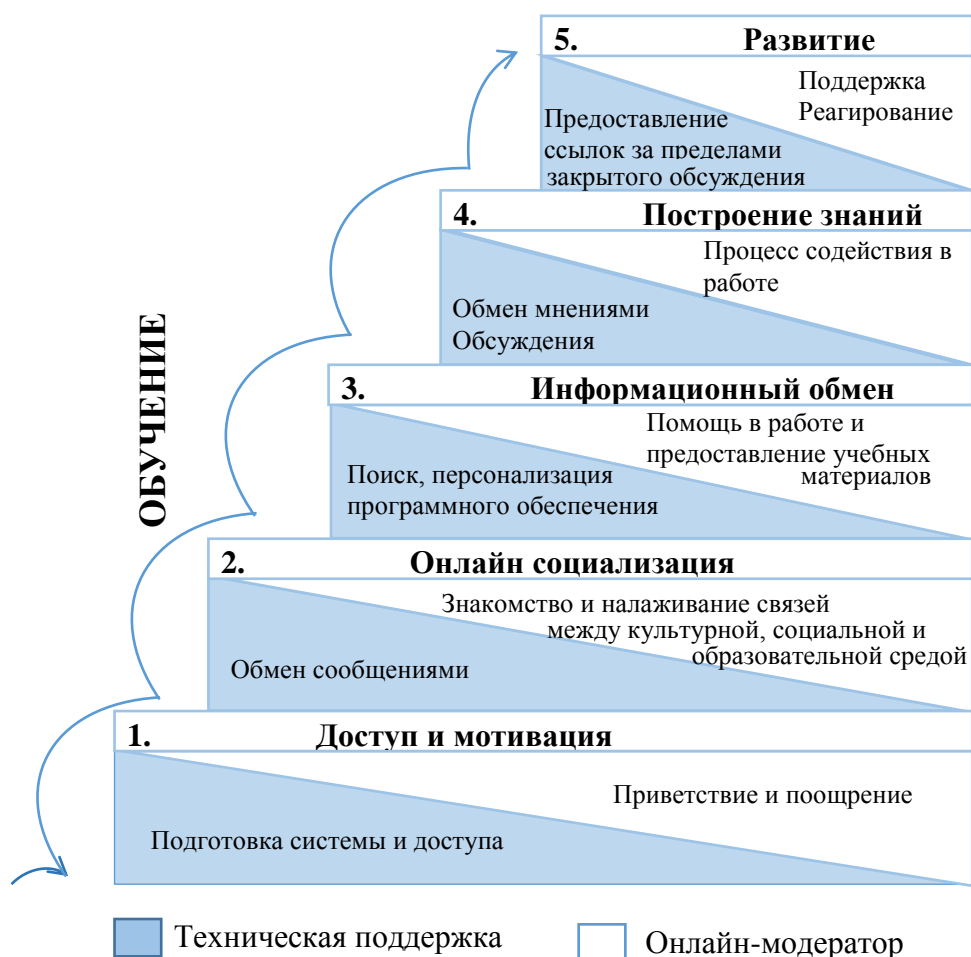 5. Развитие
Поддержка
Реагирование
Предоставление
ссылок за пределами
закрытого обсуждения
4. Построение знаний
Процесс содействия в
работе
Обмен мнениями
Обсуждения
3. Информационный обмен
Помощь в работе и
предоставление учебных
материалов
Поиск, персонализация
программного обеспечения
2. Онлайн социализация
Знакомство и налаживание связей
между культурной, социальной и
образовательной средой
Обмен сообщениями
1. Доступ и мотивация
Приветствие и поощрение
Подготовка системы и доступа
ОБУЧЕНИЕ
Техническая поддержка
Онлайн-модератор